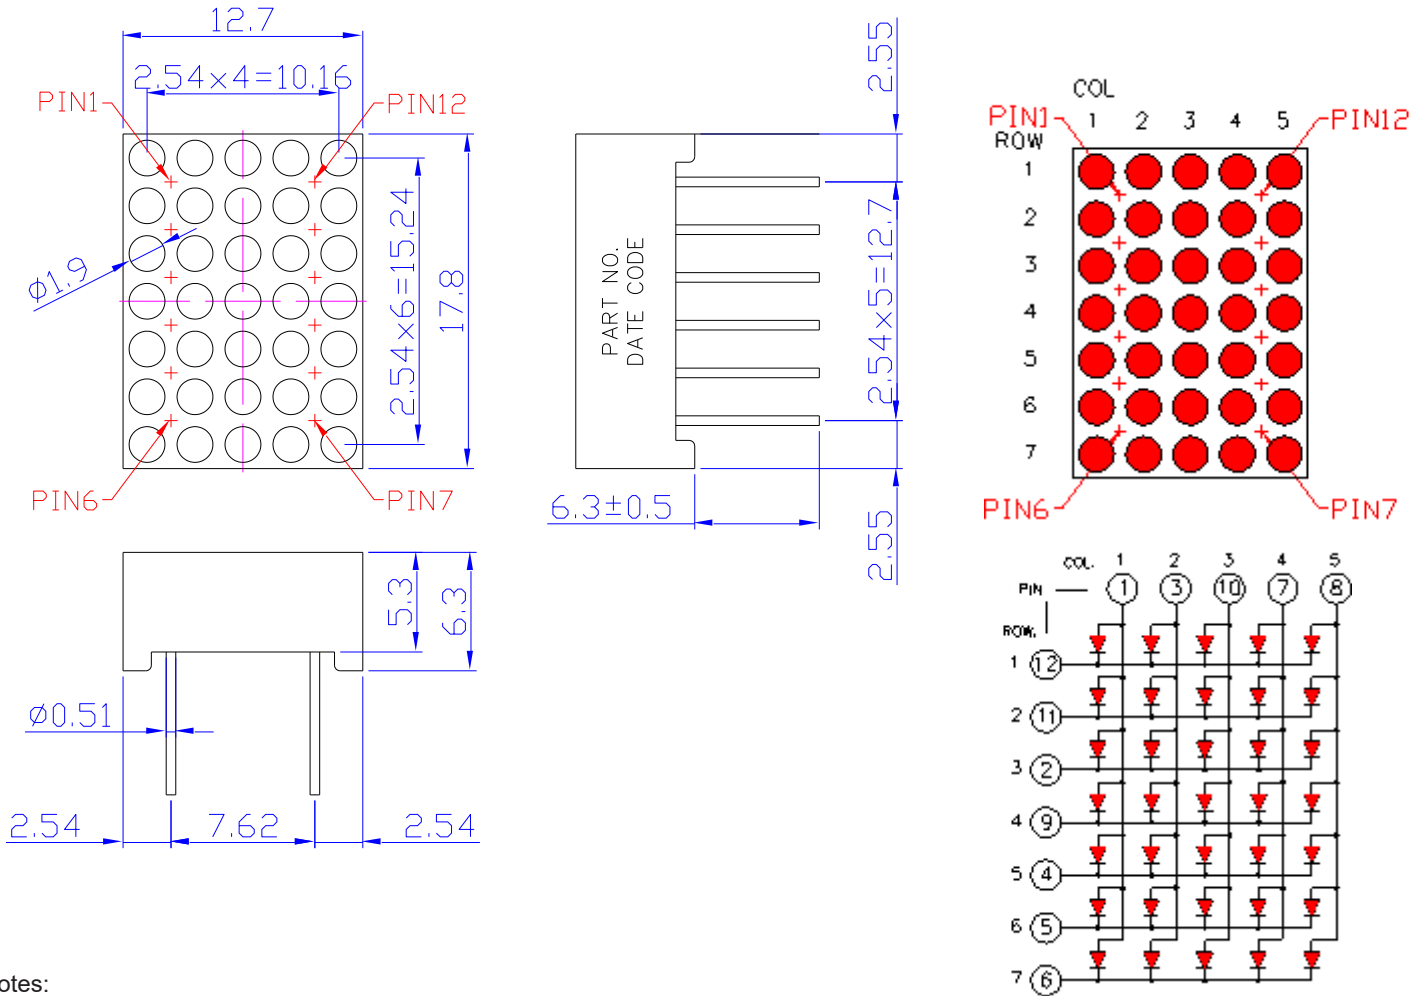 12.7
2.54×4=10.16
PIN1
PIN12
Ø1.9
2.54×6=15.24
17.8
PIN6
PIN7
PART NO.
DATE CODE
2.55
2.54×5=12.7
2.55
6.3±0.5
COL
PIN1
1 2 3 4 5
PIN12
ROW
1
2
3
4
5
6
7
PIN6
PIN7
5.3
6.3
Ø0.51
2.54
7.62
2.54
COL. 1 2 3 4 5
PIN 1 3 10 7 8
ROW.
1 12
2 11
3 2
4 9
5 4
6 5
7 6
otes: